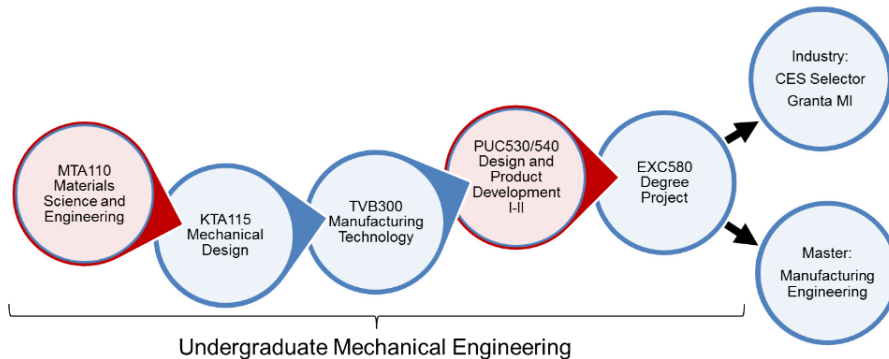 MTA110
Materials
Science and
Engineering
KTA115
Mechanical
Design
TVB300
Manufacturing
Technology
PUC530/540
Design and
Product
Development
I-II
EXC580
Degree
Project
Industry:
CES Selector
Granta MI
Master:
Manufacturing
Engineering
Undergraduate Mechanical Engineering